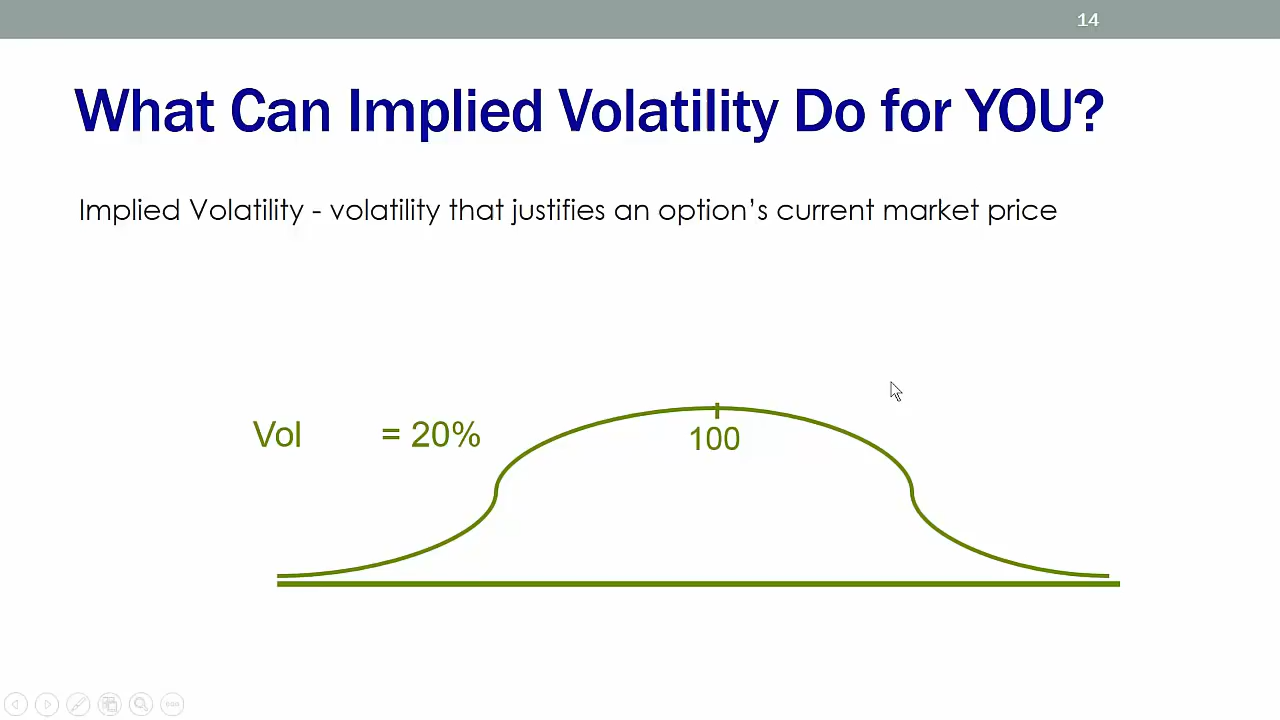 14
What Can Implied Volatility Do for YOU?
Implied Volatility - volatility that justifies an option’s current market price
Vol = 20%
100